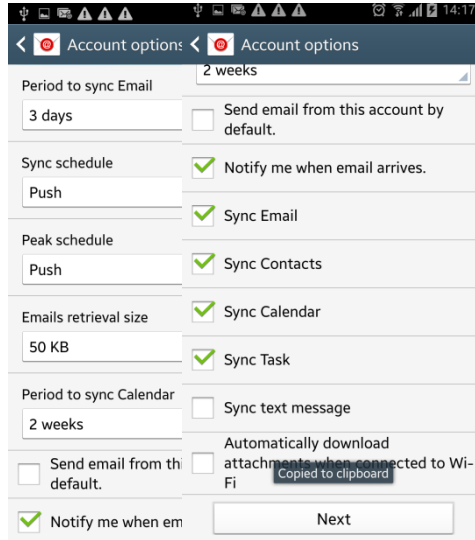 Account options
Period to sync Email
3 days
Sync schedule
Push
Peak schedule
Push
Emails retrieval size
50 KB
Period to sync Calendar
2 weeks
Send email from thi
default.
Notify me when em
14:17
Account options
2 weeks
Send email from this account by
default.
Notify me when email arrives.
Sync Email
Sync Contacts
Sync Calendar
Sync Task
Sync text message
Automatically download
attachments when connected to Wi-
Fi
Copied to clipboard
Next